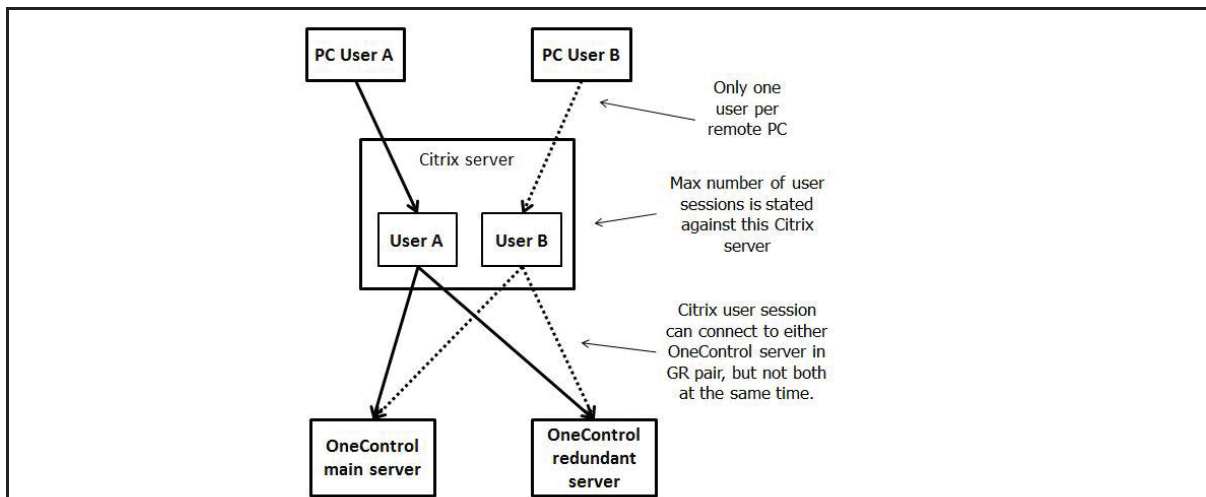 PC User A
PC User B
Only one
user per
remote PC
Citrix server
Max number of user
sessions is stated
against this Citrix
server
User A
User B
Citrix user session
can connect to either
OneControl server in
GR pair, but not both
at the same time.
OneControl
main server
OneControl
redundant
server